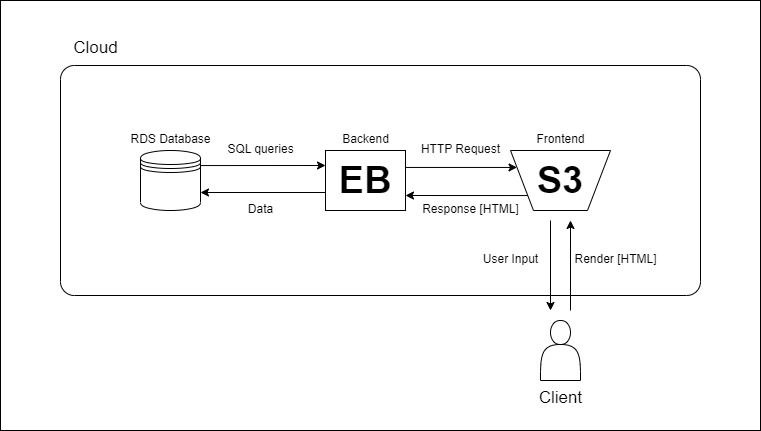 Cloud
RDS Database
SQL queries
Data
Backend
EB
HTTP Request
Response [HTML]
Frontend
S3
User Input
Render [HTML]
Client